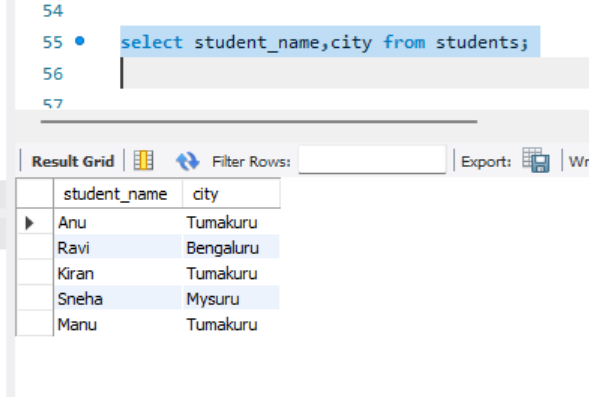 54
55 select student_name,city from students;
56
57
Result Grid Filter Rows: Export: Wr
student_name city
Anu Tumakuru
Ravi Bengaluru
Kiran Tumakuru
Sneha Mysuru
Manu Tumakuru